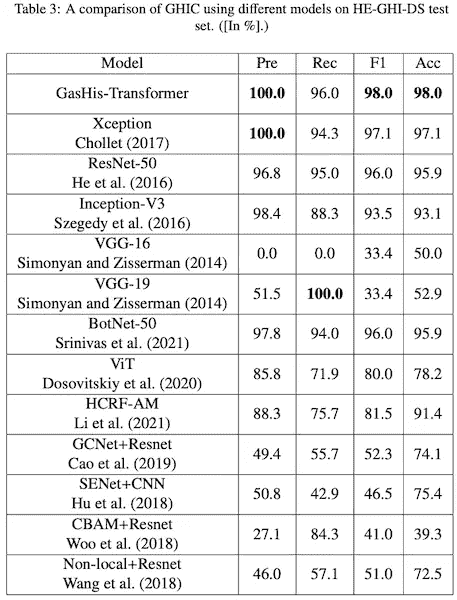 Table 3: A comparison of GHIC using different models on HE-GHI-DS test
set. ([In %].)
Model Pre Rec F1 Acc
GasHis-Transformer 100.0 96.0 98.0 98.0
Xception
Chollet (2017) 100.0 94.3 97.1 97.1
ResNet-50
He et al. (2016) 96.8 95.0 96.0 95.9
Inception-V3
Szegedy et al. (2016) 98.4 88.3 93.5 93.1
VGG-16
Simonyan and Zisserman (2014) 0.0 0.0 33.4 50.0
VGG-19
Simonyan and Zisserman (2014) 51.5 100.0 33.4 52.9
BotNet-50
Srinivas et al. (2021) 97.8 94.0 96.0 95.9
ViT
Dosovitskiy et al. (2020) 85.8 71.9 80.0 78.2
HCRF-AM
Li et al. (2021) 88.3 75.7 81.5 91.4
GCNet+Resnet
Cao et al. (2019) 49.4 55.7 52.3 74.1
SENet+CNN
Hu et al. (2018) 50.8 42.9 46.5 75.4
CBAM+Resnet
Woo et al. (2018) 27.1 84.3 41.0 39.3
Non-local+Resnet
Wang et al. (2018) 46.0 57.1 51.0 72.5